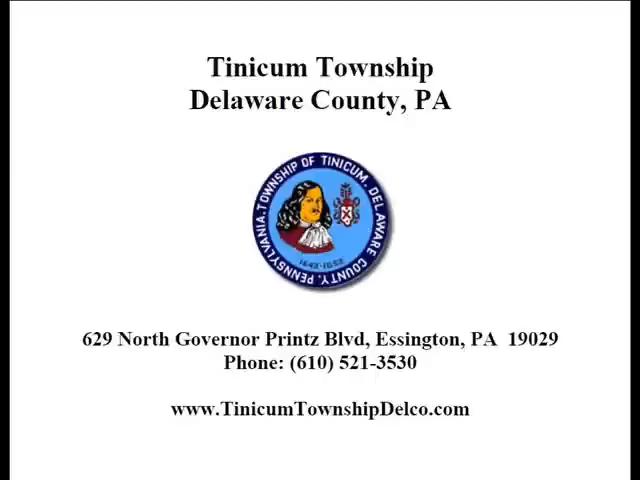 Tinicum Township
Delaware County, PA
TOWNSHIP OF TINICUM, DELAWARE COUNTY, PENNSYLVANIA
629 North Governor Printz Blvd, Essington, PA 19029
Phone: (610) 521-3530
www.TinicumTownshipDelco.com